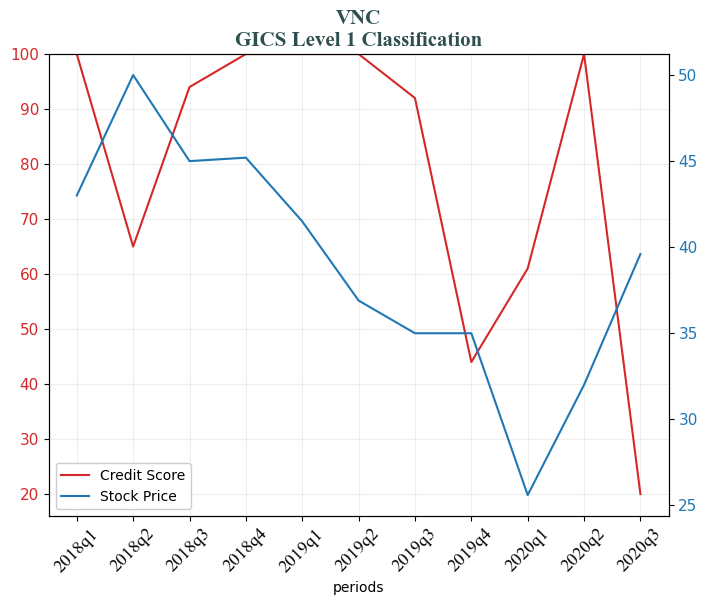 VNC
GICS Level 1 Classification
100
90
80
70
60
50
40
30
20
50
45
40
35
30
25
Credit Score
Stock Price
2018q1
2018q2
2018q3
2018q4
2019q1
2019q2
2019q3
2019q4
2020q1
2020q2
2020q3
periods